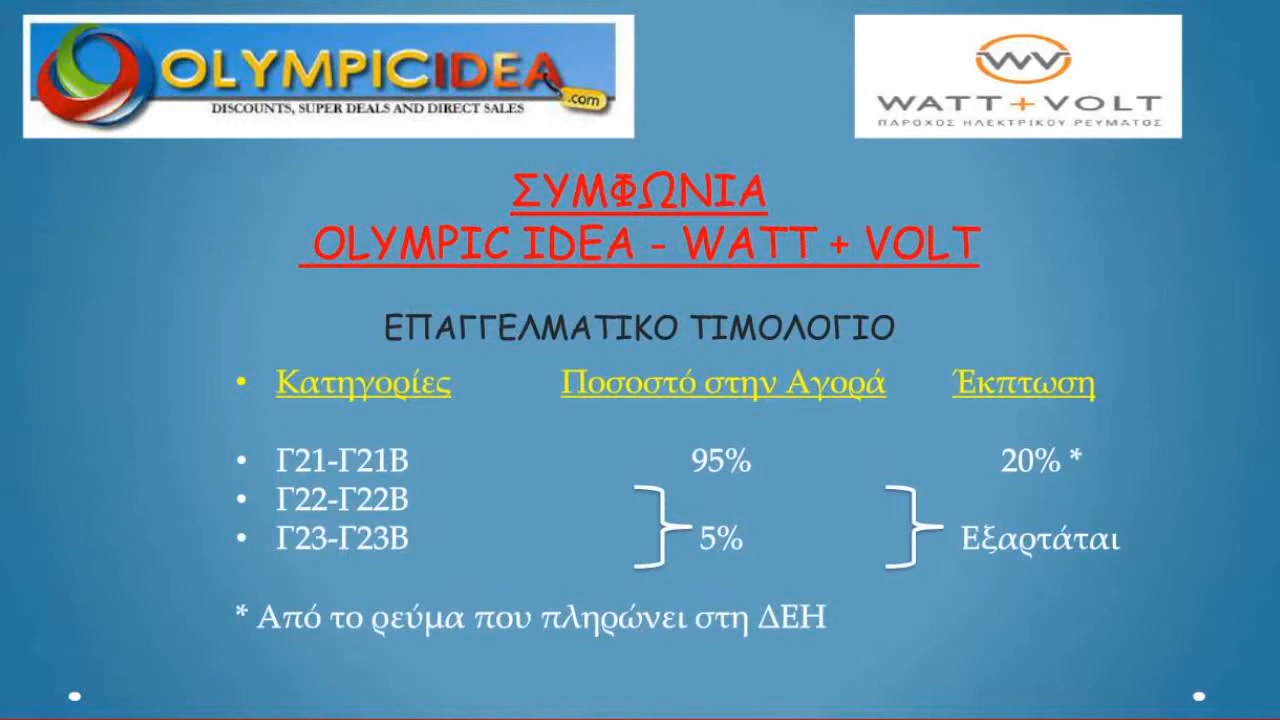 OLYMPICIDEA
.com
DISCOUNTS, SUPER DEALS AND DIRECT SALES
WV
WATT + VOLT
ΠΑΡΟΧΟΣ ΗΛΕΚΤΡΙΚΟΥ ΡΕΥΜΑΤΟΣ
ΣΥΜΦΩΝΙΑ
OLYMPIC IDEA - WATT + VOLT
ΕΠΑΓΓΕΛΜΑΤΙΚΟ ΤΙΜΟΛΟΓΙΟ
• Κατηγορίες Ποσοστό στην Αγορά Έκπτωση
• Γ21-Γ21Β 95% 20% *
• Γ22-Γ22Β
• Γ23-Γ23Β 5% Εξαρτάται
* Από το ρεύμα που πληρώνει στη ΔΕΗ